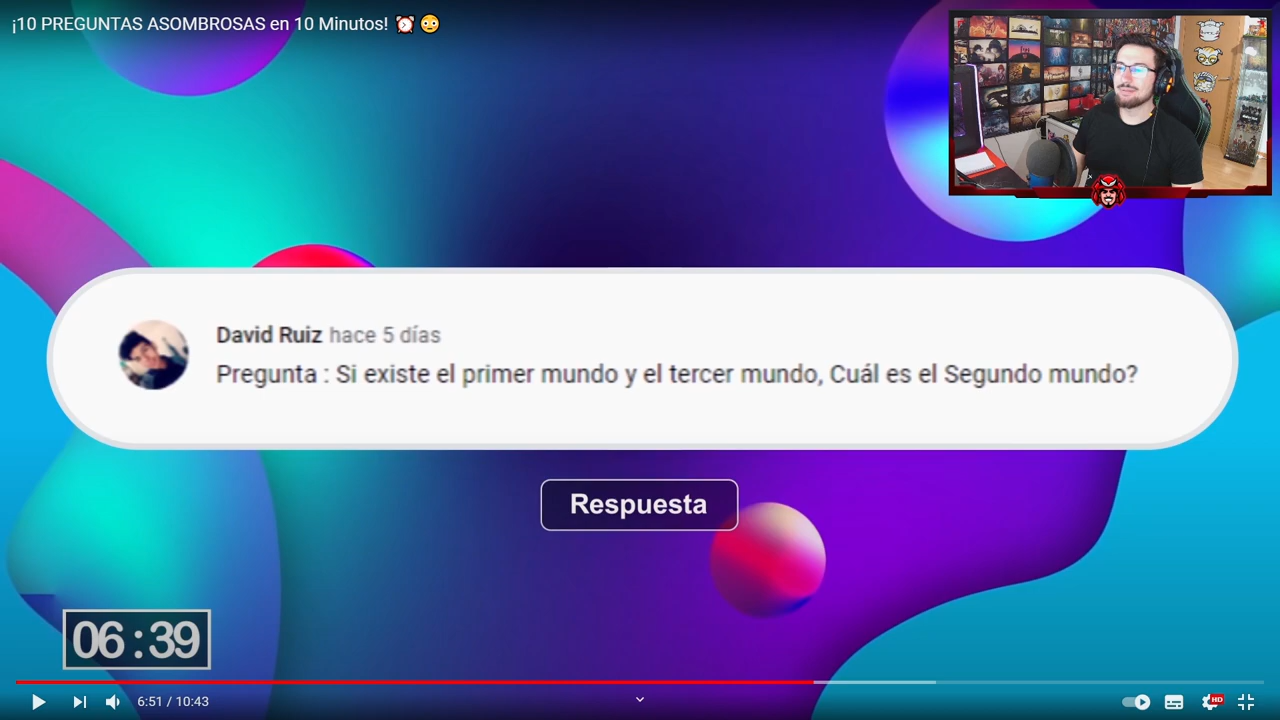 ¡10 PREGUNTAS ASOMBROSAS en 10 Minutos! ⏰ 😳
David Ruiz hace 5 días
Pregunta : Si existe el primer mundo y el tercer mundo, Cuál es el Segundo mundo?
Respuesta
06:39
6:51 / 10:43
HD